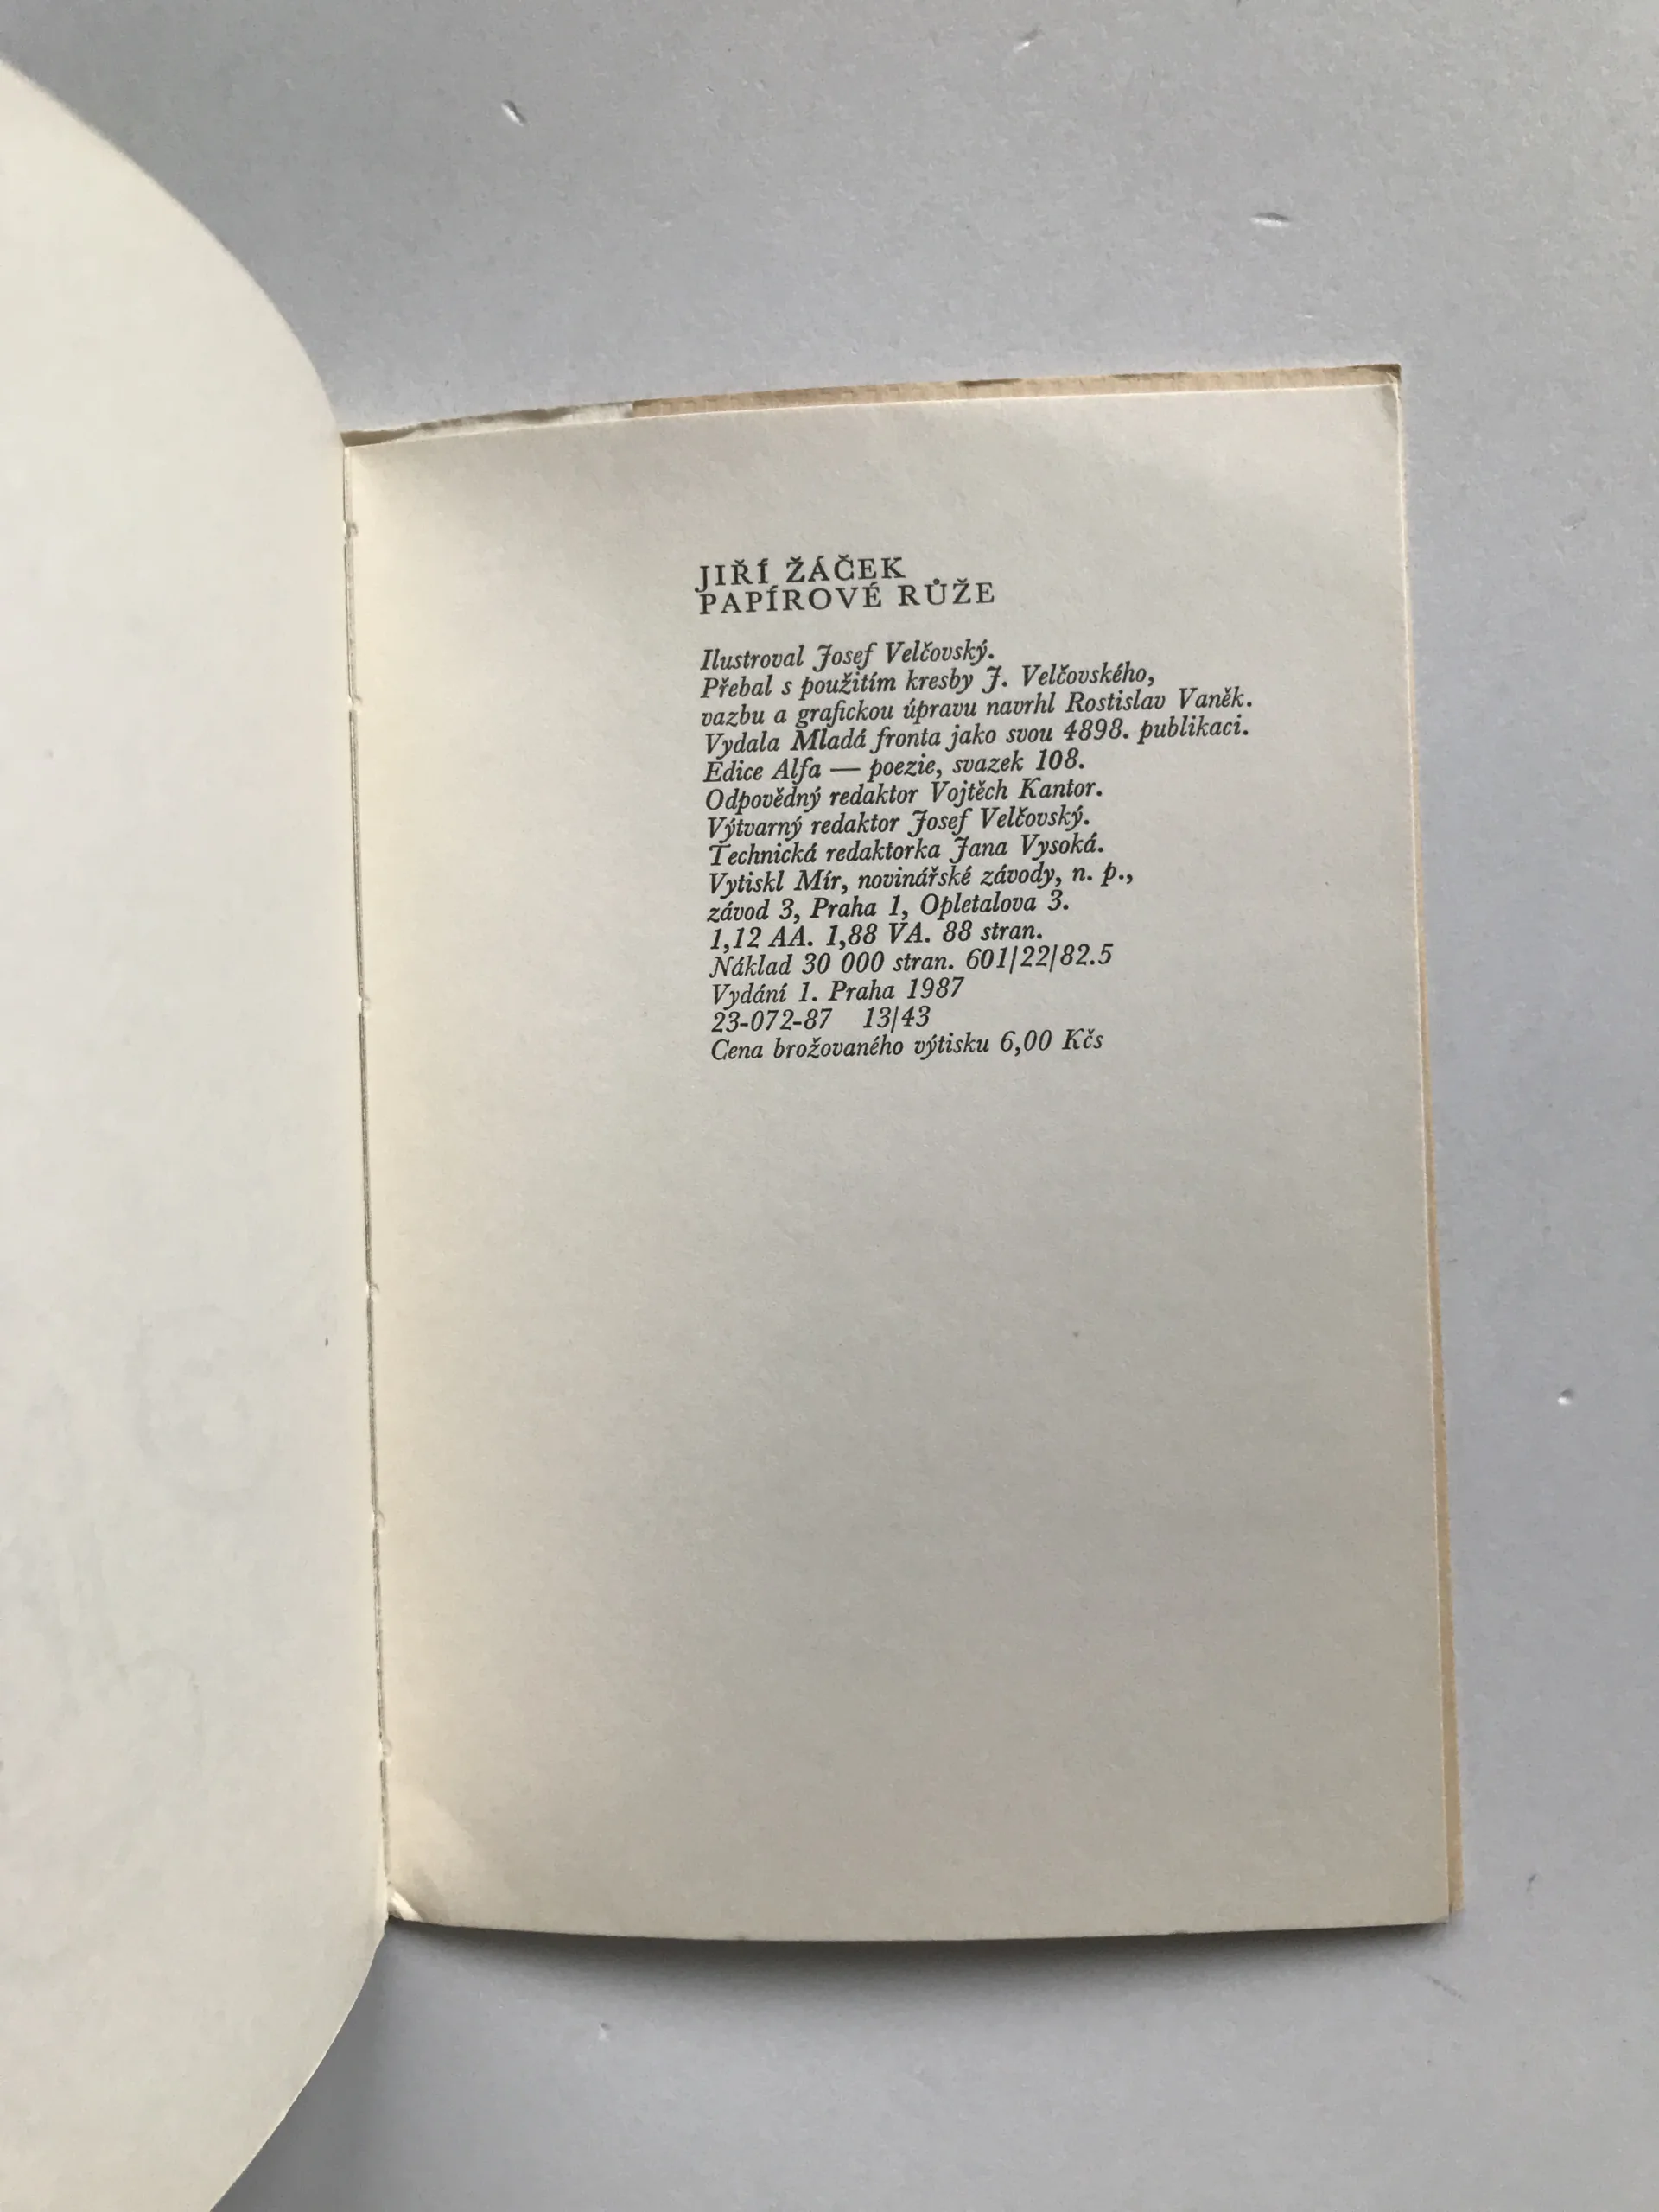 JIŘÍ ŽÁČEK
PAPÍROVÉ RŮŽE
Ilustroval Josef Velčovský.
Přebal s použitím kresby J. Velčovského,
vazbu a grafickou úpravu navrhl Rostislav Vaněk.
Vydala Mladá fronta jako svou 4898. publikaci.
Edice Alfa — poezie, svazek 108.
Odpovědný redaktor Vojtěch Kantor.
Výtvarný redaktor Josef Velčovský.
Technická redaktorka Jana Vysoká.
Vytiskl Mír, novinářské závody, n. p.,
závod 3, Praha 1, Opletalova 3.
1,12 AA. 1,88 VA. 88 stran.
Náklad 30 000 stran. 601/22/82.5
Vydání 1. Praha 1987
23-072-87 13/43
Cena brožovaného výtisku 6,00 Kčs